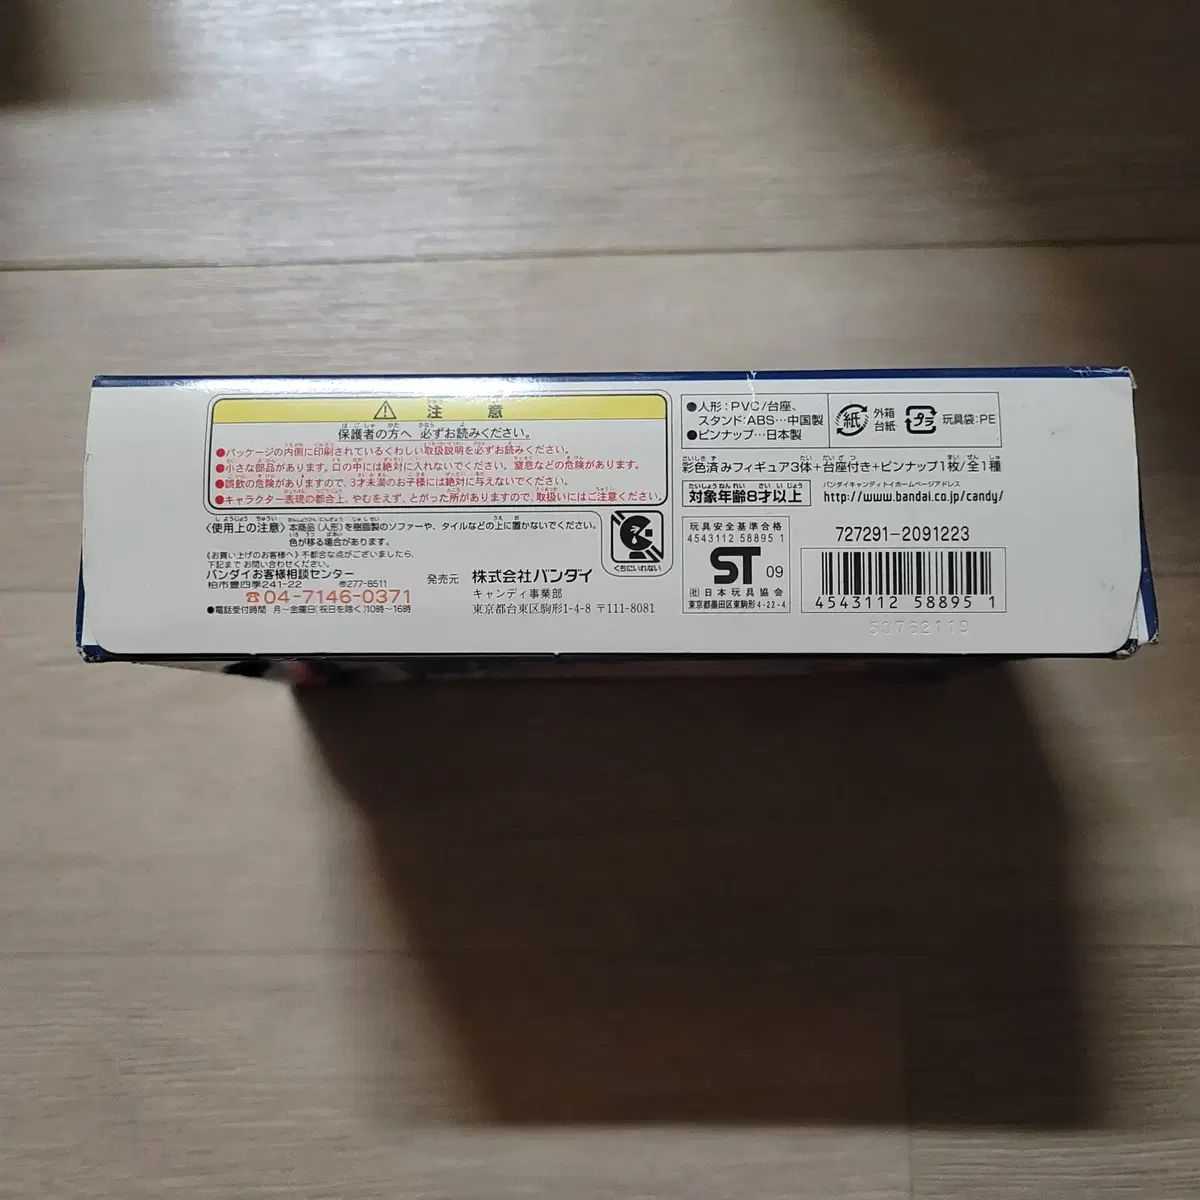 注 意
保護者の方へ 必ずお読みください。
●パッケージの内側に印刷されているくわしい取扱説明を必ずお読みください。
●小さな部品があります。口の中には絶対に入れないでください。窒息などの危険があります。
●誤飲の危険がありますので、3才未満のお子様には絶対に与えないでください。
●キャラクター表現の都合上、やむをえず、とがった所がありますので、取扱いにはご注意ください。
〈使用上の注意〉本商品(人形)を樹脂製のソファーや、タイルなどの上に置かないでください。
色が移る場合があります。
くちにいれない
《お買い上げのお客様へ》不都合な点がございましたら、
下記まで お問い合わせください。
バンダイお客様相談センター
柏市豊四季241-22 〒277-8511
☎04-7146-0371
●電話受付時間 月〜金曜日(祝日を除く)10時〜16時
発売元 株式会社バンダイ
キャンディ事業部
東京都台東区駒形1-4-8 〒111-8081
●人形:PVC/台座、
スタンド:ABS…中国製
●ピンナップ…日本製
紙 外箱
台紙
プラ 玩具袋:PE
彩色済みフィギュア3体+台座付き+ピンナップ1枚/全1種
対象年齢8才以上
バンダイキャンディトイホームページアドレス
http://www.bandai.co.jp/candy/
玩具安全基準合格
4543112 58895 1
ST 09
(社)日本玩具協会
東京都墨田区東駒形4-22-4
727291-2091223
4543112 58895 1